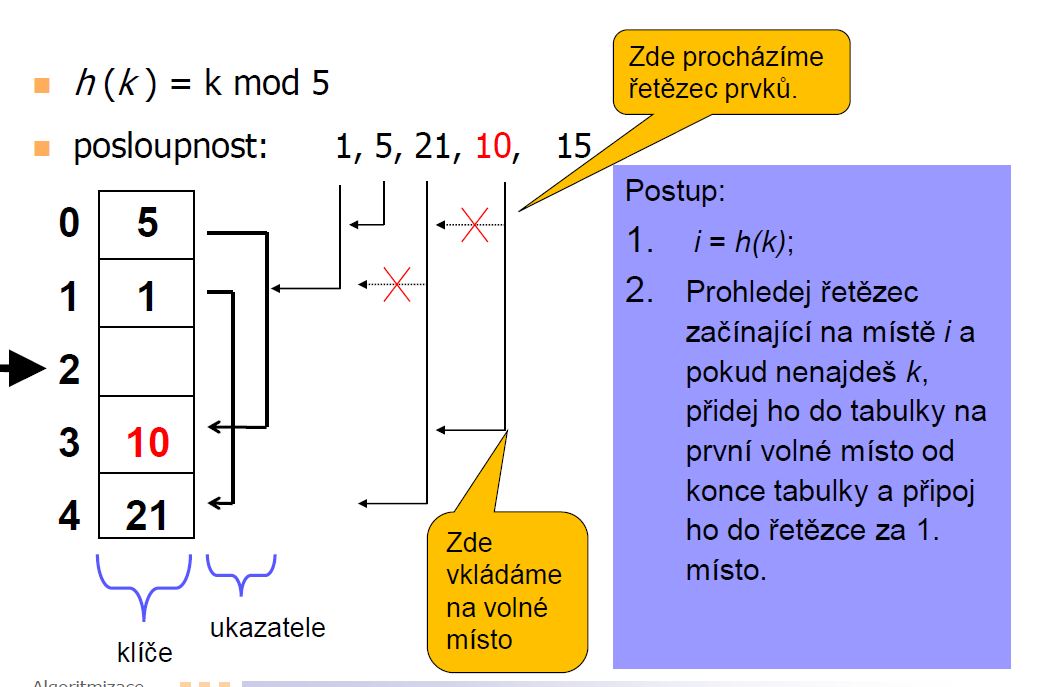 h (k ) = k mod 5
posloupnost: 1, 5, 21, 10, 15
Zde procházíme
řetězec prvků.
0 5
1 1
2
3 10
4 21
klíče
ukazatele
Zde
vkládáme
na volné
místo
Postup:
1. i = h(k);
2. Prohledej řetězec
začínající na místě i a
pokud nenajdeš k,
přidej ho do tabulky na
první volné místo od
konce tabulky a připoj
ho do řetězce za 1.
místo.
Algoritmizace